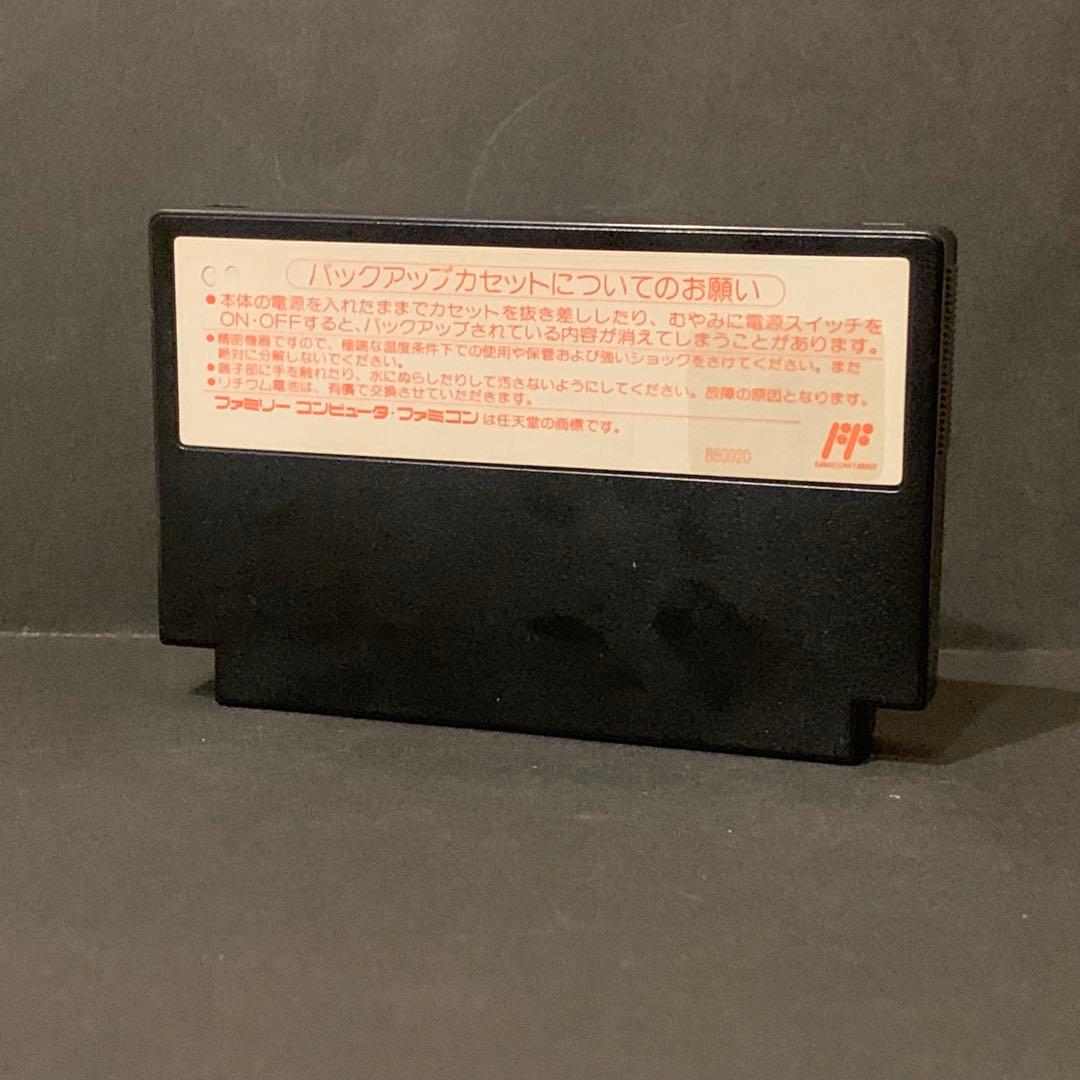 バックアップカセットについてのお願い
●本体の電源を入れたままでカセットを抜き差ししたり、むやみに電源スイッチを
ON・OFFすると、バックアップされている内容が消えてしまうことがあります。
●精密機器ですので、極端な温度条件下での使用や保管および強いショックをさけてください。また
絶対に分解しないでください。
●端子部に手を触れたり、水にぬらしたりして汚さないようにしてください。故障の原因となります。
●リチウム電池は、有償で交換させていただきます。
ファミリーコンピュータ・ファミコンは任天堂の商標です。
880920